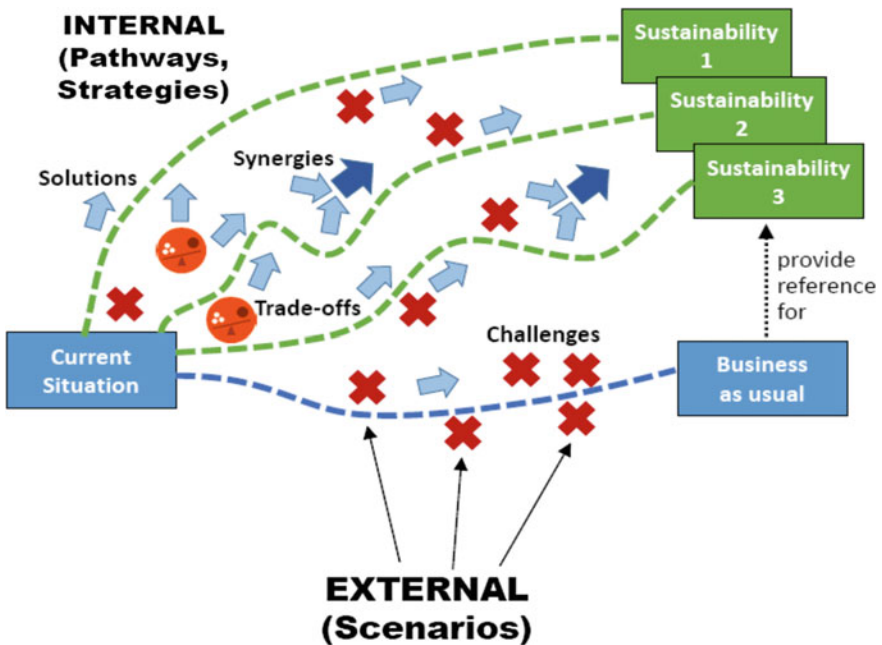 INTERNAL
(Pathways,
Strategies)
Sustainability
1
Sustainability
2
Sustainability
3
Solutions
Synergies
Trade-offs
provide
reference
for
Challenges
Current
Situation
Business
as usual
EXTERNAL
(Scenarios)